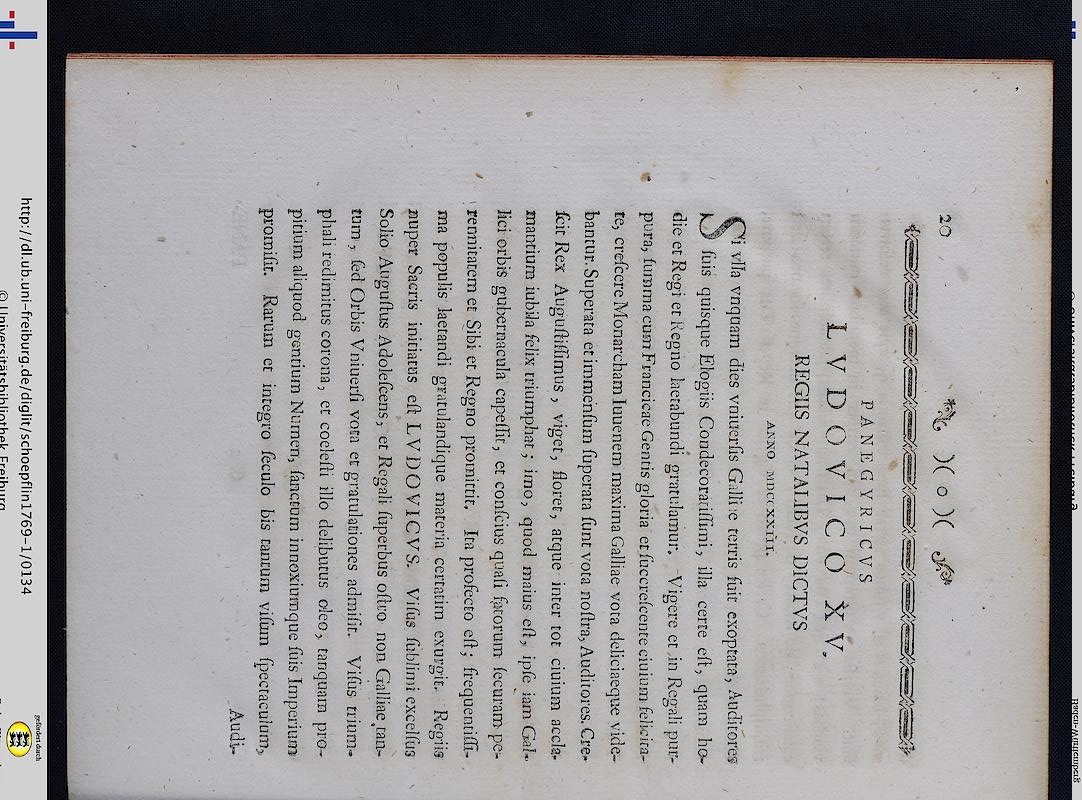 20 )( o )(
PANEGYRICVS
LVDOVICO XV.
REGIIS NATALIBVS DICTVS
ANNO MDCCXXIII.
Si vlla vnquam dies vniuerſis Galliae terris fuit exoptata, Auditores
ſuis quisque Elogiis Condecoratiſſimi, illa certe eſt, quam ho-
die et Regi et Regno laetabundi gratulamur. Vigere et in Regali pur-
pura, ſumma cum Francicae Gentis gloria et ſuccreſcente ciuium felicita-
te, creſcere Monarcham Iuuenem maxima Galliae vota deliciaeque vide-
bantur. Superata et immenſum ſuperata ſunt vota noſtra, Auditores. Cre-
ſcit Rex Auguſtiſſimus, viget, floret, atque inter tot ciuium accla-
mantium iubila felix triumphat; imo, quod maius eſt, ipſe iam Gal-
lici orbis gubernacula capeſſit, et conſcius quaſi fatorum ſecuram pe-
rennitatem et Sibi et Regno promittit. Ita profecto eſt; frequentiſſi-
ma populis laetandi gratulandique materia certatim exurgit. Regiis
nuper Sacris initiatus eſt LVDOVICVS. Viſus ſublimi excelſus
Solio Auguſtus Adoleſcens, et Regali ſuperbus oſtro non Galliae tan-
tum, ſed Orbis Vniuerſi vota et gratulationes admiſit. Viſus trium-
phali redimitus corona, et coeleſti illo delibutus oleo, tanquam pro-
pitium aliquod gentium Numen, ſanctum innoxiumque ſuis Imperium
promiſit. Rarum et integro ſeculo bis tantum viſum ſpectaculum,
Audi-
http://dl.ub.uni-freiburg.de/diglit/schoepflin1769-1/0134
© Universitätsbibliothek Freiburg
gefördert durch